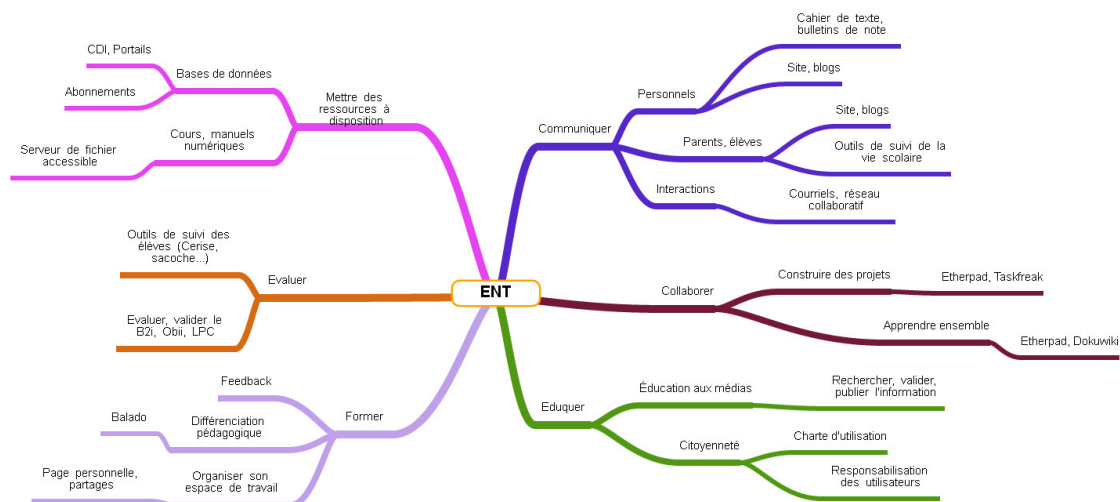 ENT
Mettre des
ressources à
disposition
Bases de données
CDI, Portails
Abonnements
Cours, manuels
numériques
Serveur de fichier
accessible
Evaluer
Outils de suivi des
élèves (Cerise,
sacoche...)
Evaluer, valider le
B2i, Obii, LPC
Former
Feedback
Différenciation
pédagogique
Balado
Organiser son
espace de travail
Page personnelle,
partages
Communiquer
Personnels
Cahier de texte,
bulletins de note
Site, blogs
Parents, élèves
Site, blogs
Outils de suivi de la
vie scolaire
Interactions
Courriels, réseau
collaboratif
Collaborer
Construire des projets
Etherpad, Taskfreak
Apprendre ensemble
Etherpad, Dokuwiki
Eduquer
Éducation aux médias
Rechercher, valider,
publier l'information
Citoyenneté
Charte d'utilisation
Responsabilisation
des utilisateurs